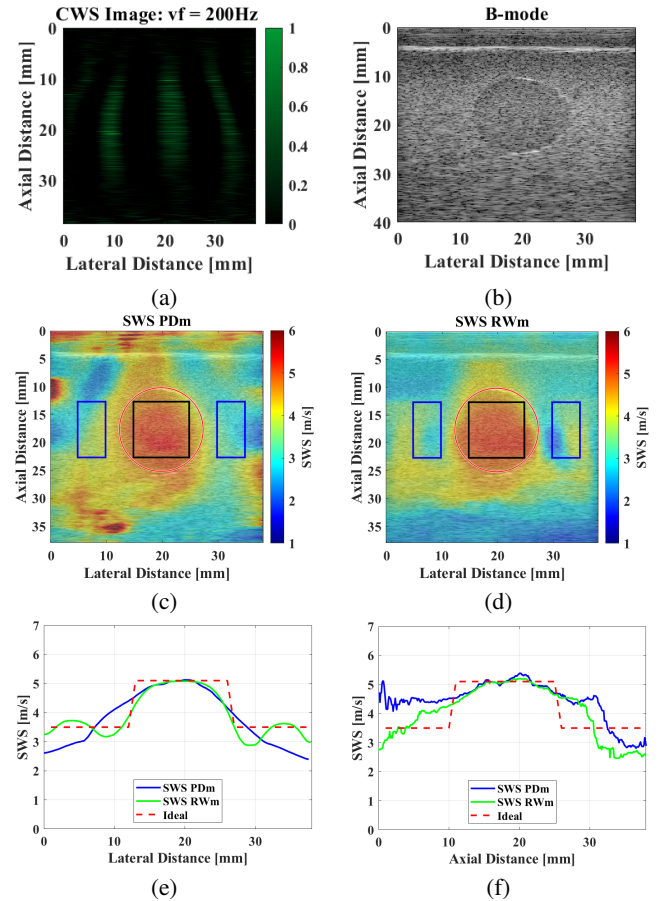 CWS Image: vf = 200Hz
0
10
20
30
Axial Distance [mm]
0 10 20 30
Lateral Distance [mm]
1
0.8
0.6
0.4
0.2
0
(a)
B-mode
0
10
20
30
40
Axial Distance [mm]
0 10 20 30
Lateral Distance [mm]
(b)
SWS PDm
0
5
10
15
20
25
30
35
Axial Distance [mm]
0 10 20 30
Lateral Distance [mm]
6
5
4
3
2
1
SWS [m/s]
(c)
SWS RWm
0
5
10
15
20
25
30
35
Axial Distance [mm]
0 10 20 30
Lateral Distance [mm]
6
5
4
3
2
1
SWS [m/s]
(d)
7
6
5
4
3
2
1
0
SWS [m/s]
SWS PDm
SWS RWm
Ideal
0 10 20 30
Lateral Distance [mm]
(e)
7
6
5
4
3
2
1
0
SWS [m/s]
SWS PDm
SWS RWm
Ideal
0 10 20 30
Axial Distance [mm]
(f)